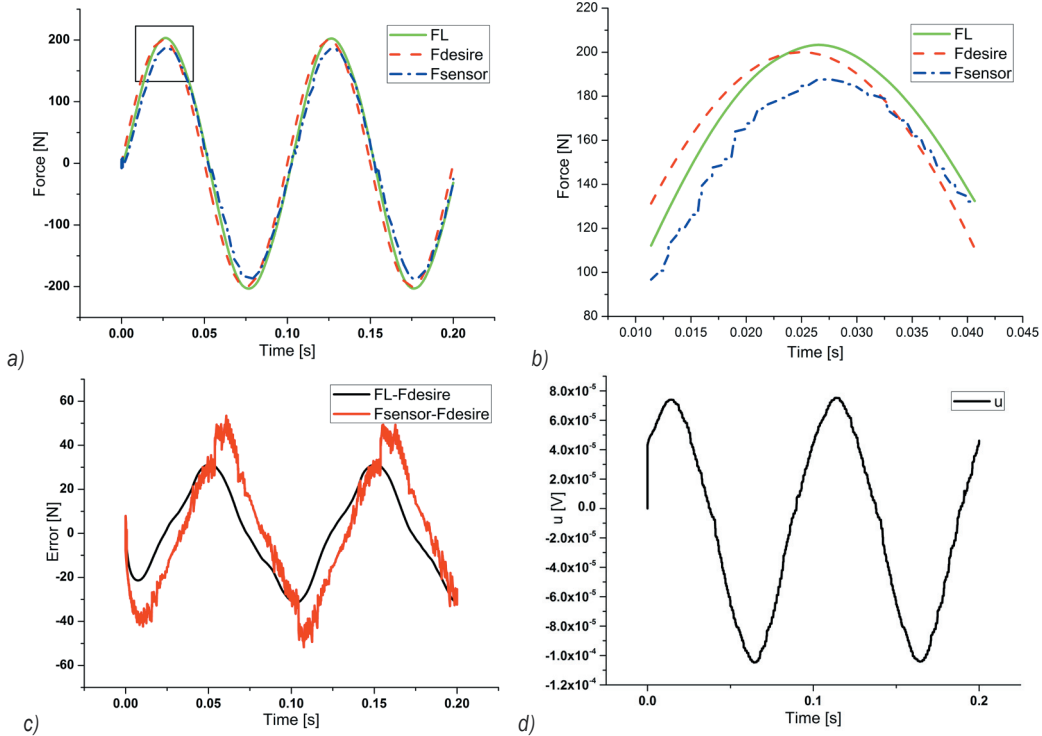 200
100
0
-100
-200
Force [N]
0.00 0.05 0.10 0.15 0.20
Time [s]
FL
Fdesire
Fsensor
a)
220
200
180
160
140
120
100
80
Force [N]
0.010 0.015 0.020 0.025 0.030 0.035 0.040 0.045
Time [s]
FL
Fdesire
Fsensor
b)
60
40
20
0
-20
-40
-60
Error [N]
0.00 0.05 0.10 0.15 0.20
Time [s]
FL-Fdesire
Fsensor-Fdesire
c)
8.0x10⁻⁵
6.0x10⁻⁵
4.0x10⁻⁵
2.0x10⁻⁵
0.0
-2.0x10⁻⁵
-4.0x10⁻⁵
-6.0x10⁻⁵
-8.0x10⁻⁵
-1.0x10⁻⁴
-1.2x10⁻⁴
u [V]
0.0 0.1 0.2
Time [s]
u
d)